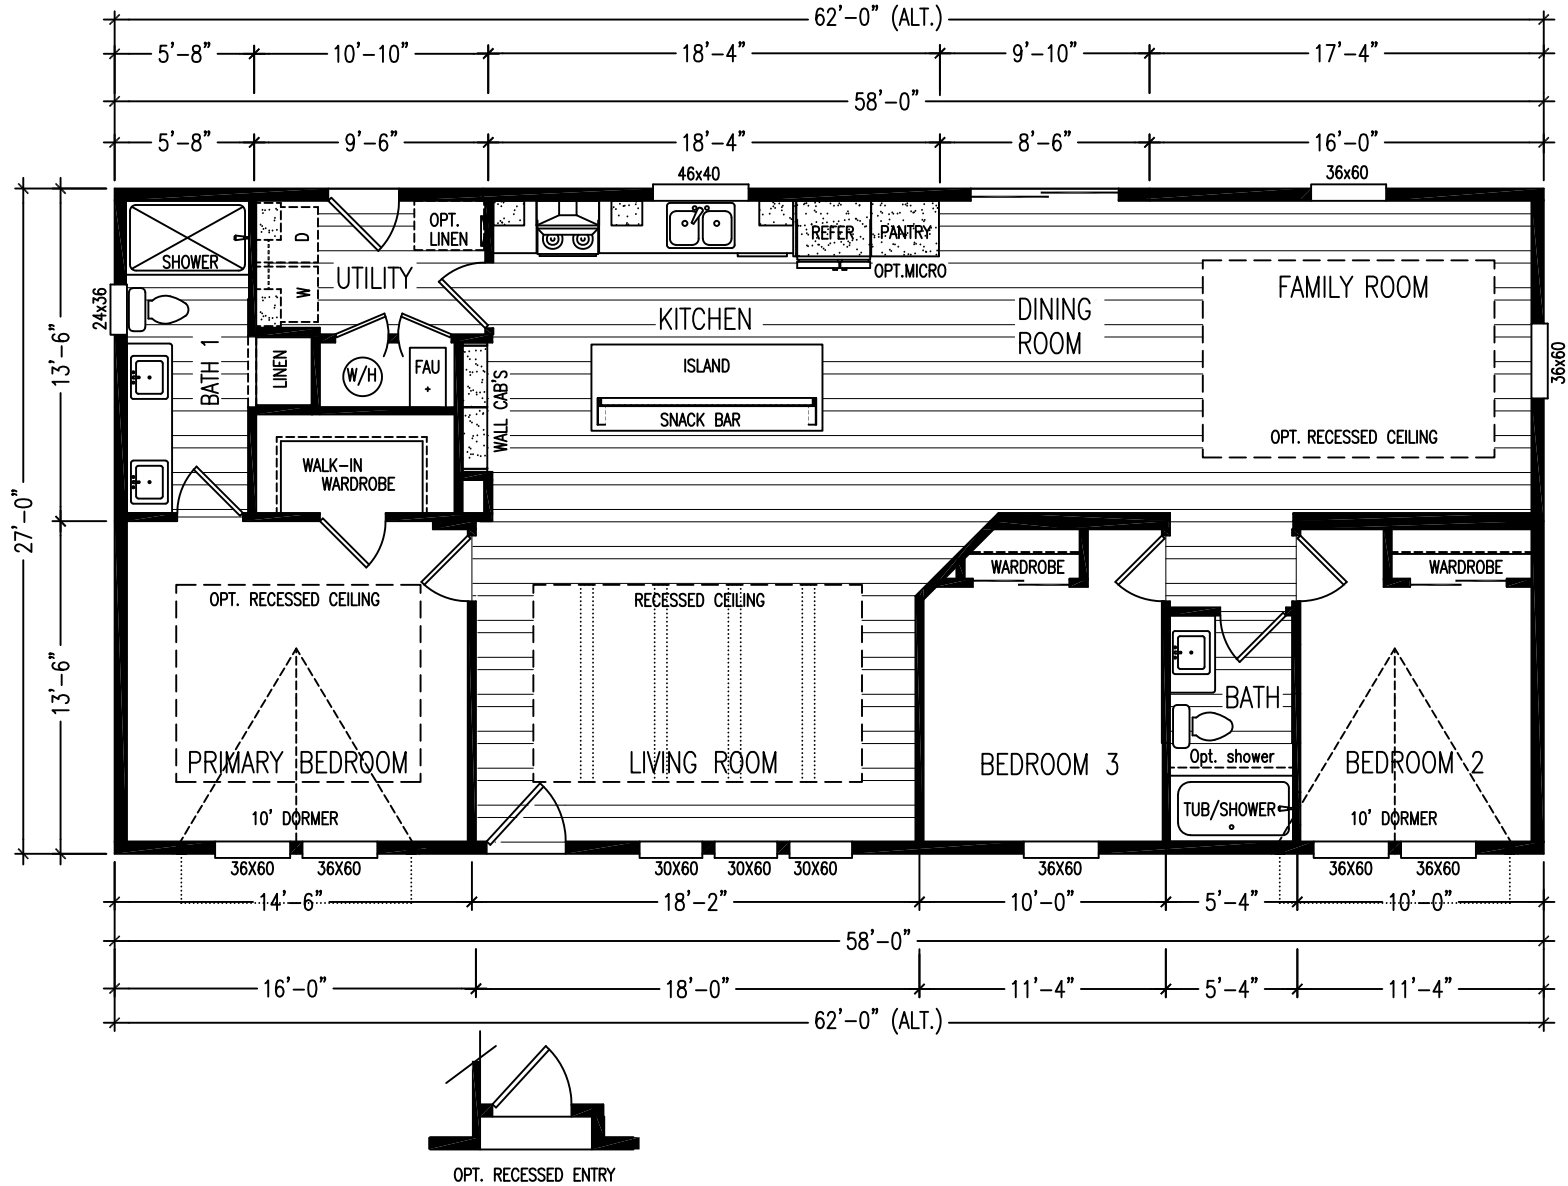 62'-0" (ALT.)
5'-8" 10'-10" 18'-4" 9'-10" 17'-4"
58'-0"
5'-8" 9'-6" 18'-4" 8'-6" 16'-0"
46x40
36x60
27'-0"
13'-6"
13'-6"
24x36
36x60
SHOWER
BATH 1
D
W
OPT.
LINEN
UTILITY
LINEN
W/H
FAU
+
WALL CAB'S
WALK-IN
WARDROBE
REFER
PANTRY
OPT.MICRO
KITCHEN
ISLAND
SNACK BAR
DINING
ROOM
FAMILY ROOM
OPT. RECESSED CEILING
OPT. RECESSED CEILING
PRIMARY BEDROOM
10' DORMER
RECESSED CEILING
LIVING ROOM
WARDROBE
BEDROOM 3
BATH
Opt. shower
TUB/SHOWER
WARDROBE
BEDROOM 2
10' DORMER
36X60 36X60 30X60 30X60 30X60 36X60 36X60 36X60
14'-6" 18'-2" 10'-0" 5'-4" 10'-0"
58'-0"
16'-0" 18'-0" 11'-4" 5'-4" 11'-4"
62'-0" (ALT.)
OPT. RECESSED ENTRY